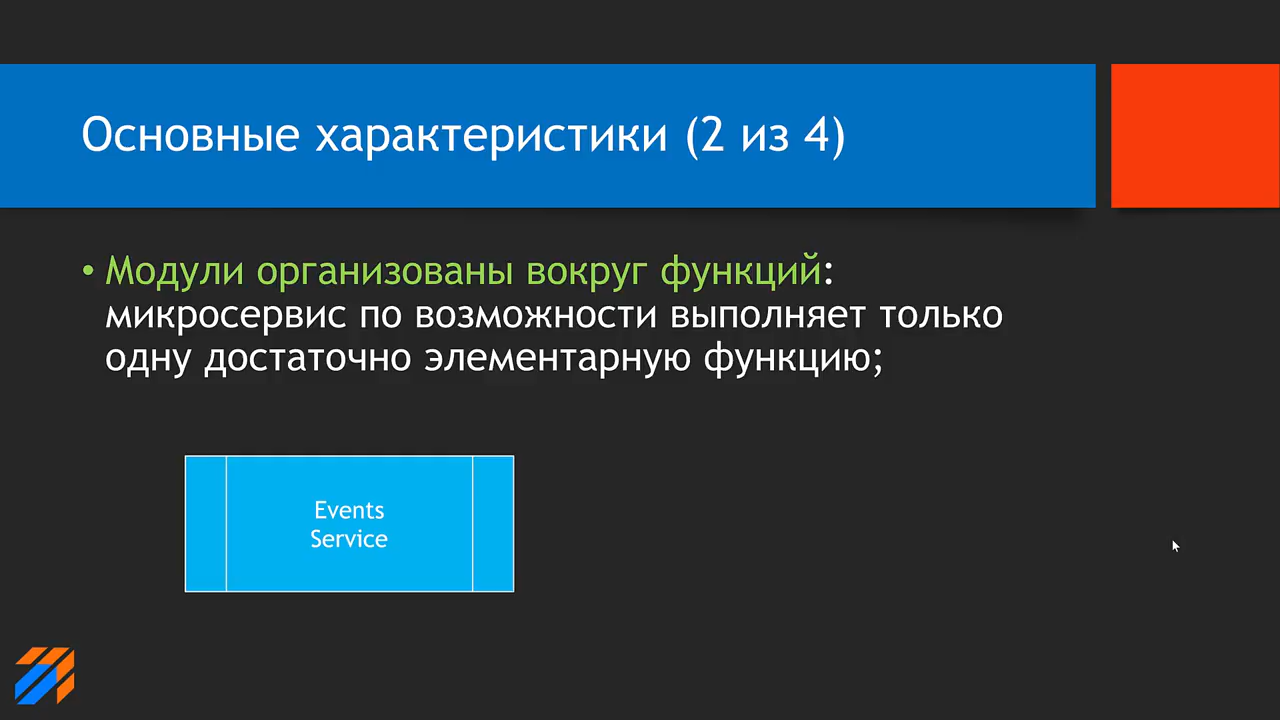 Основные характеристики (2 из 4)
• Модули организованы вокруг функций:
микросервис по возможности выполняет только
одну достаточно элементарную функцию;
Events
Service